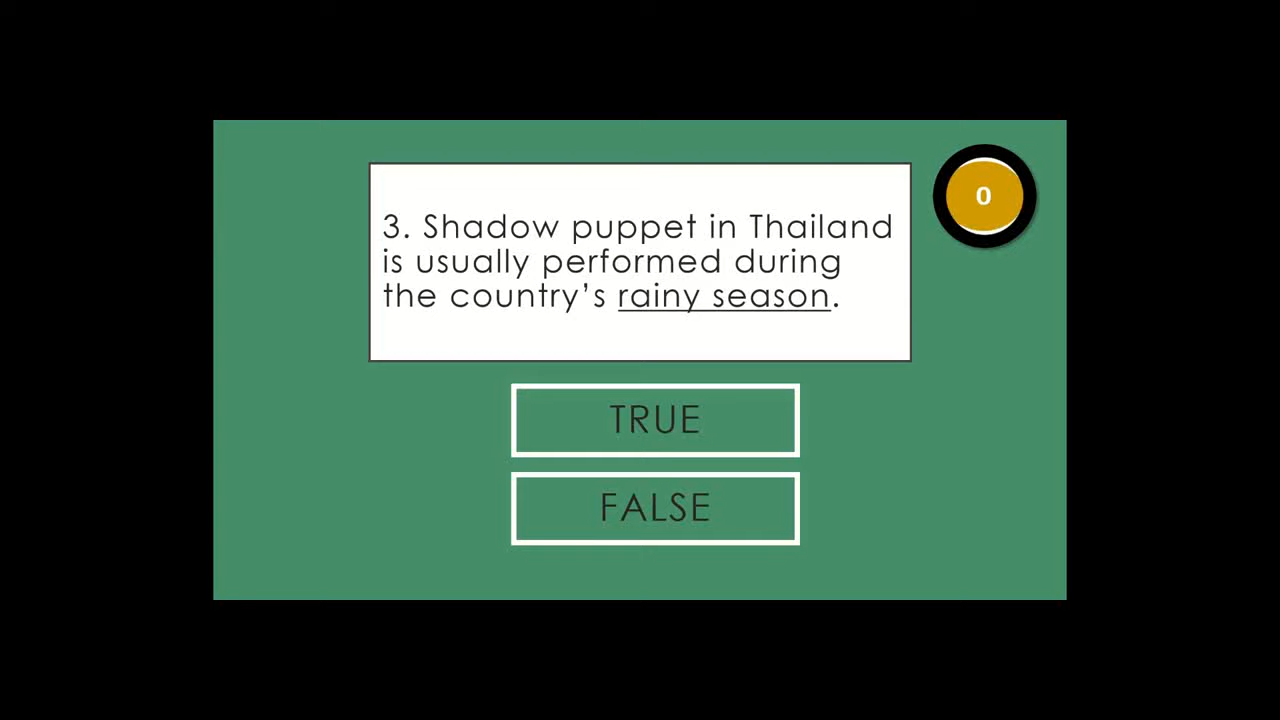 0
3. Shadow puppet in Thailand
is usually performed during
the country’s rainy season.
TRUE
FALSE